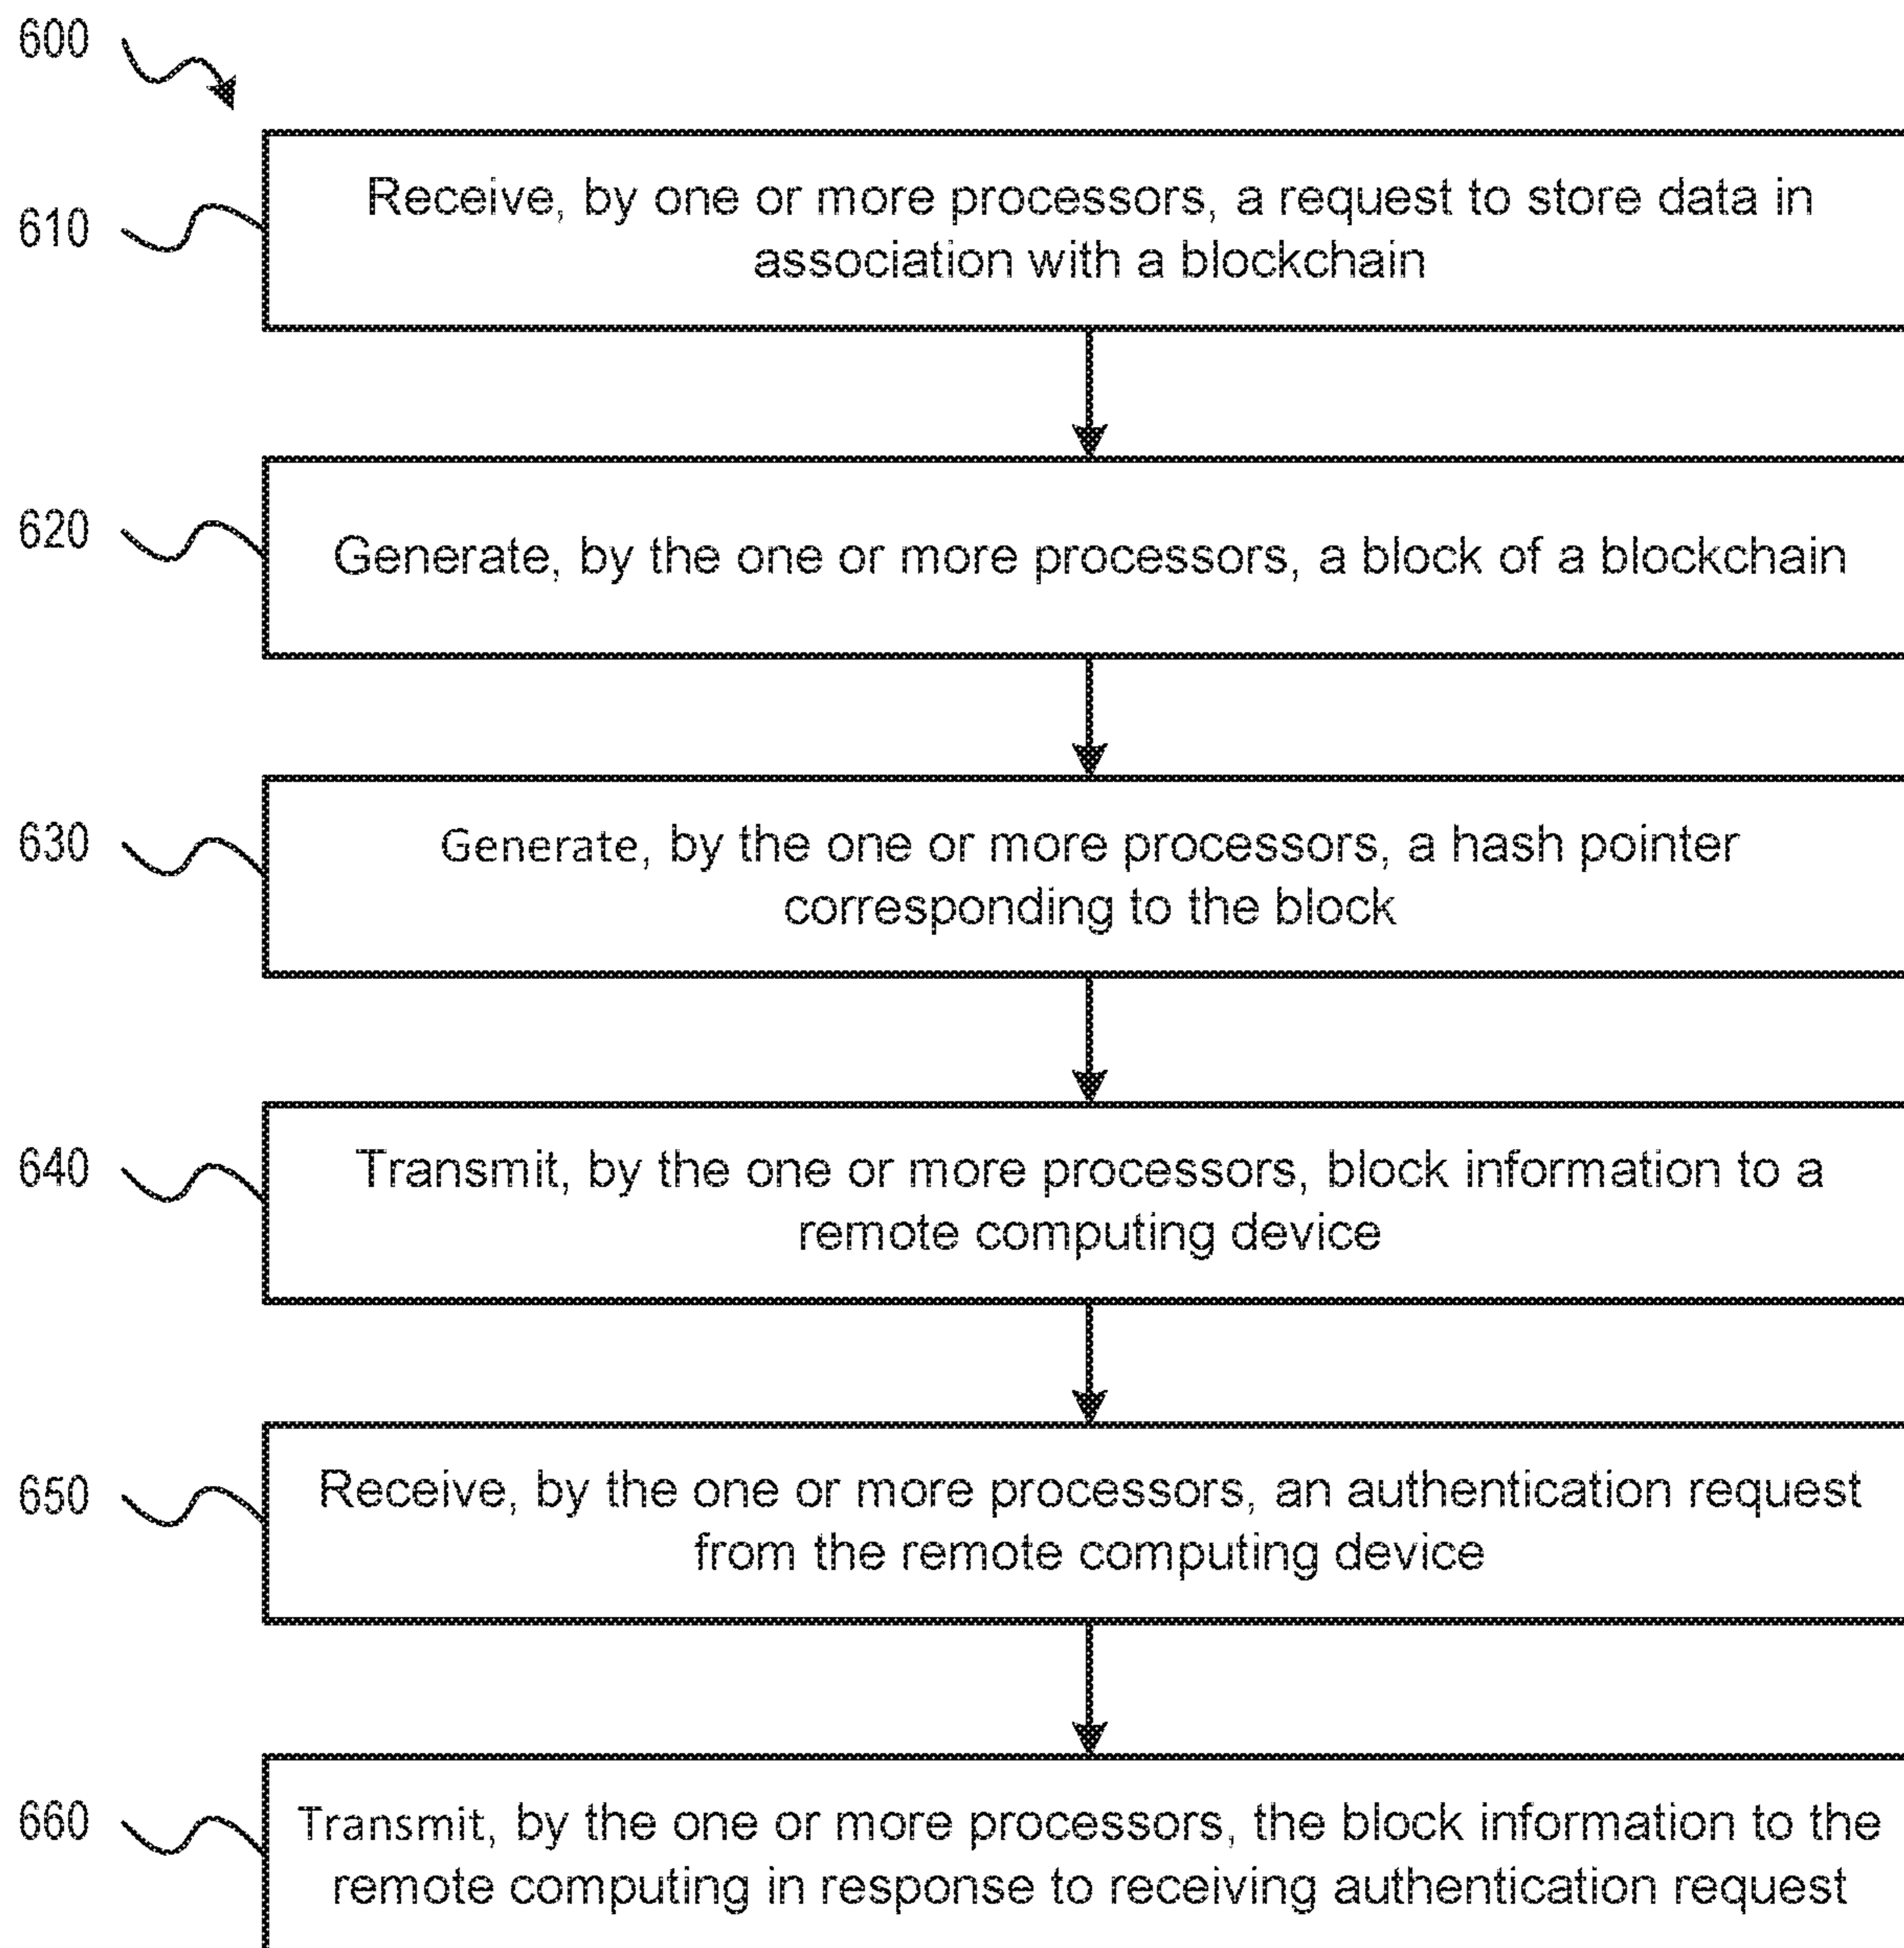 600
610
Receive, by one or more processors, a request to store data in
association with a blockchain
620
Generate, by the one or more processors, a block of a blockchain
630
Generate, by the one or more processors, a hash pointer
corresponding to the block
640
Transmit, by the one or more processors, block information to a
remote computing device
650
Receive, by the one or more processors, an authentication request
from the remote computing device
660
Transmit, by the one or more processors, the block information to the
remote computing in response to receiving authentication request